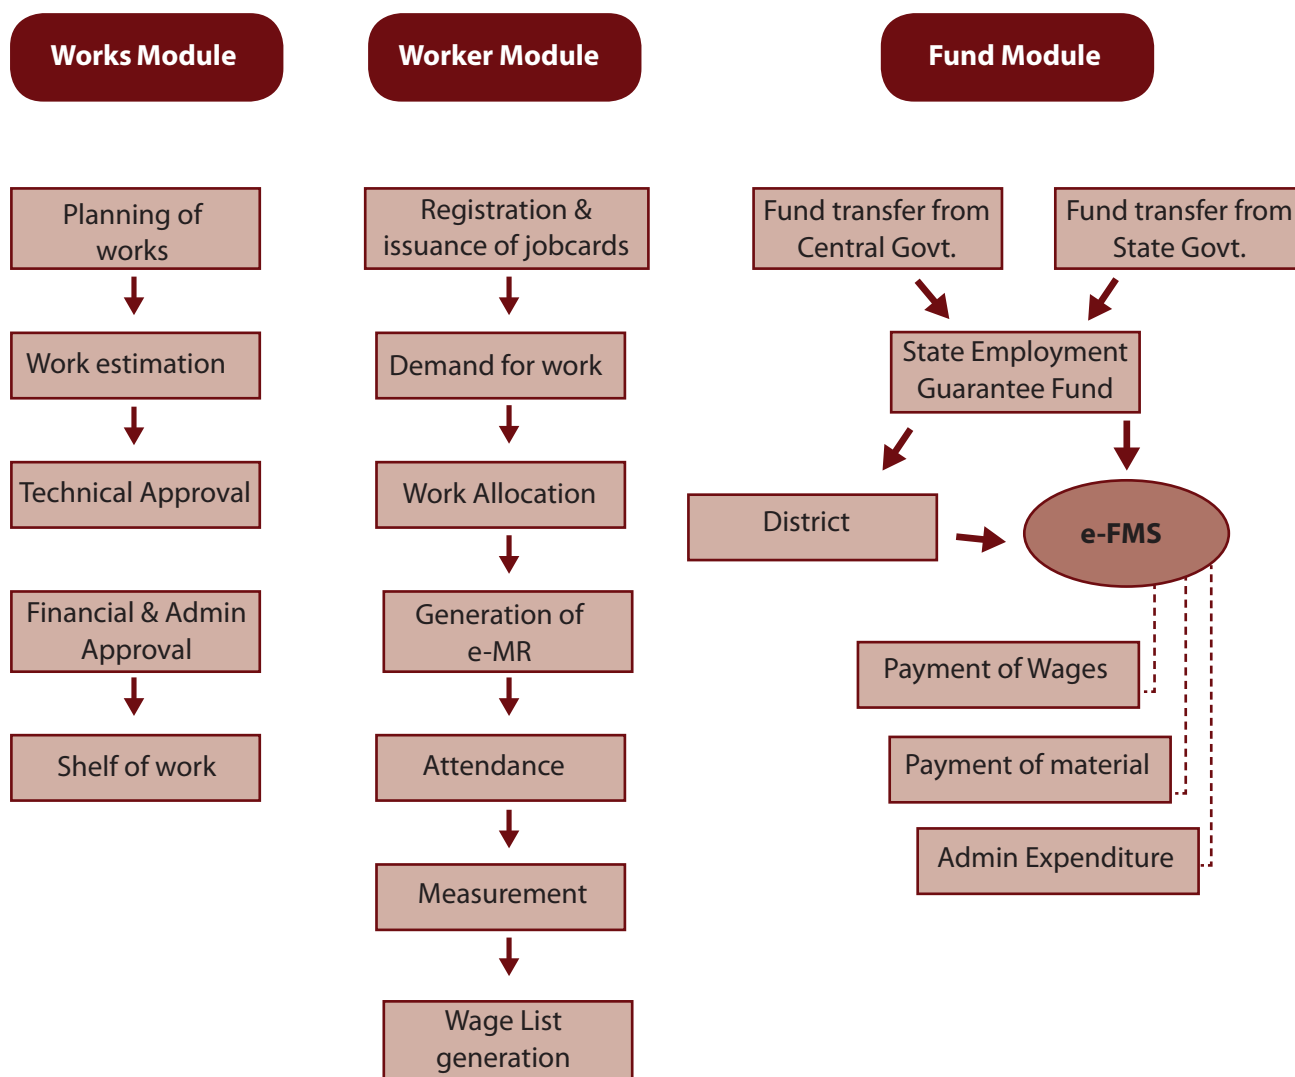 Works Module
Planning of
works
Work estimation
Technical Approval
Financial & Admin
Approval
Shelf of work
Worker Module
Registration &
issuance of jobcards
Demand for work
Work Allocation
Generation of
e-MR
Attendance
Measurement
Wage List
generation
Fund Module
Fund transfer from
Central Govt.
Fund transfer from
State Govt.
State Employment
Guarantee Fund
District
e-FMS
Payment of Wages
Payment of material
Admin Expenditure